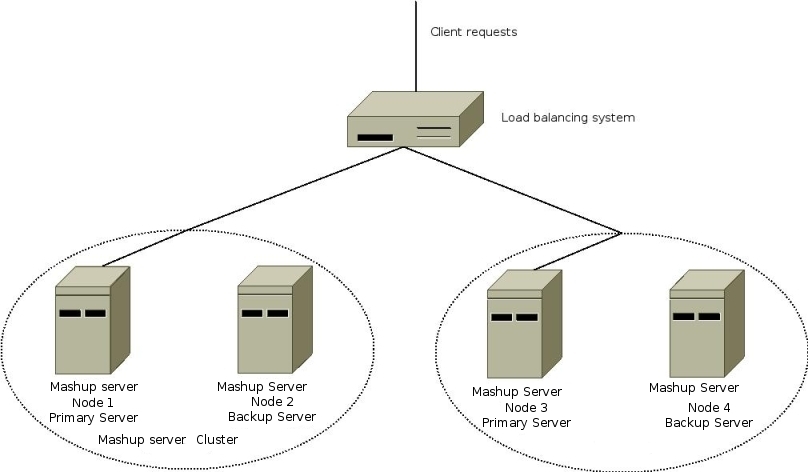 Client requests
Load balancing system
Mashup server
Node 1
Primary Server
Mashup Server
Node 2
Backup Server
Mashup server Cluster
Mashup Server
Node 3
Primary Server
Mashup Server
Node 4
Backup Server